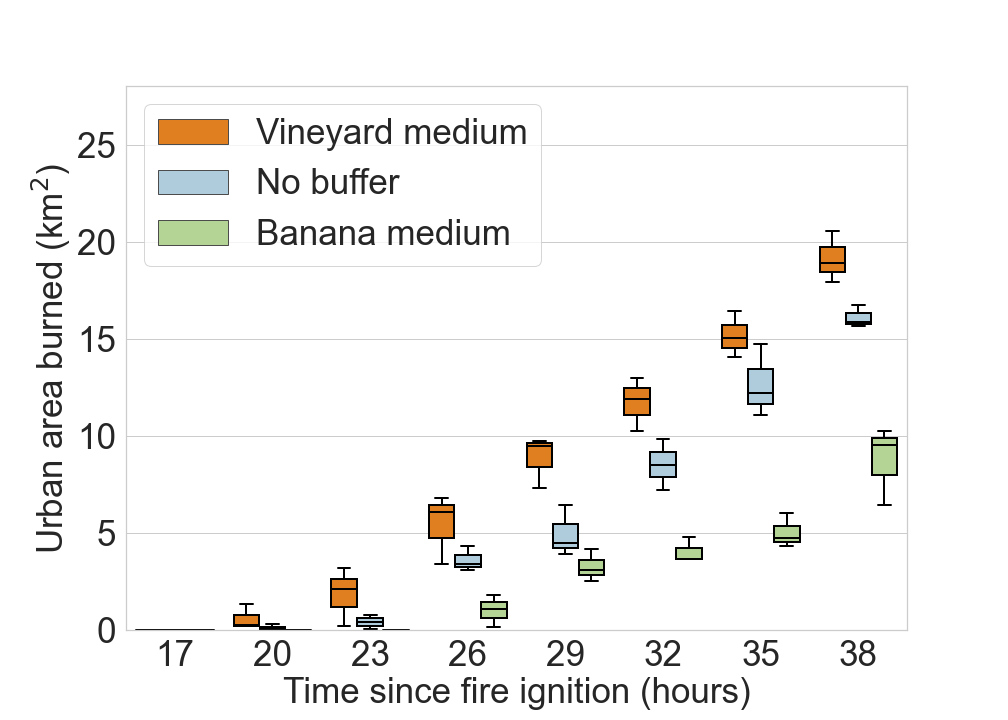 Vineyard medium
No buffer
Banana medium
Urban area burned (km²)
25
20
15
10
5
0
17 20 23 26 29 32 35 38
Time since fire ignition (hours)